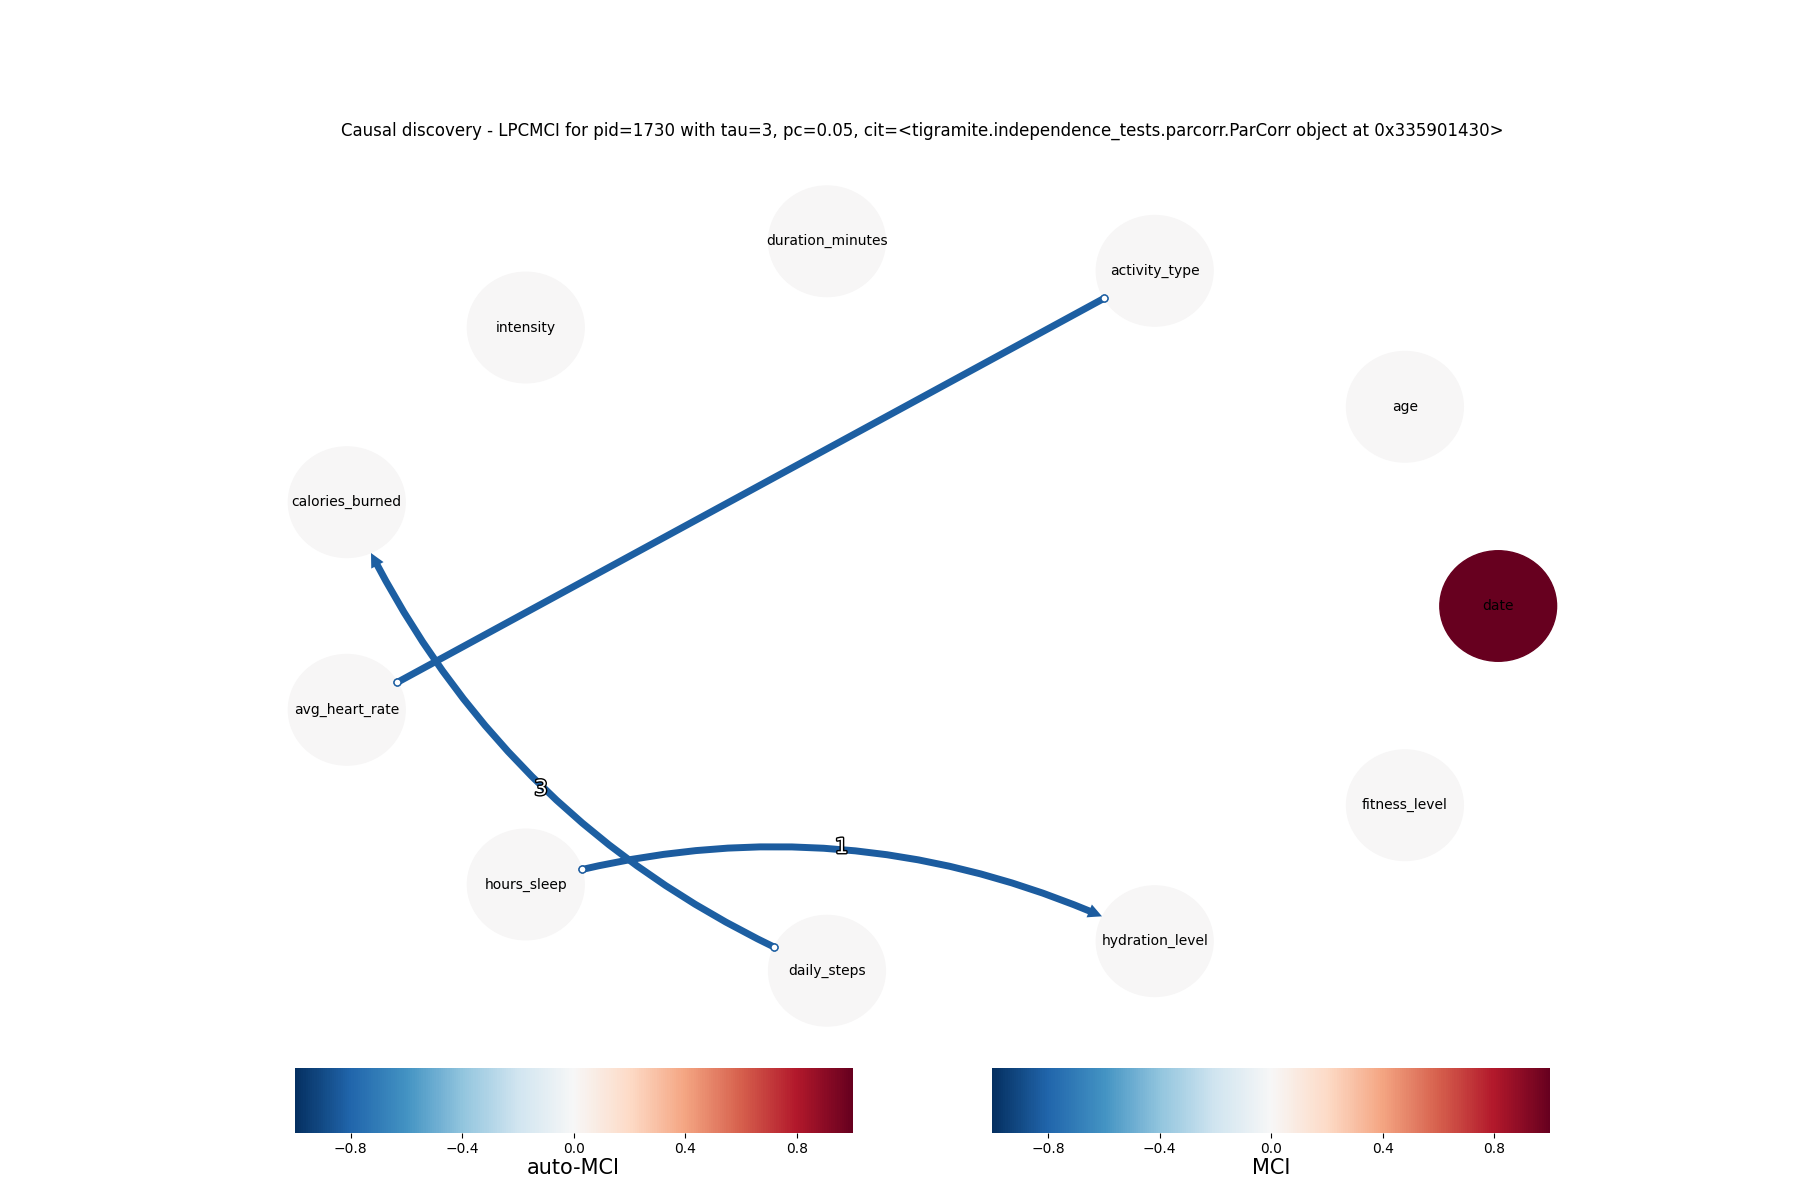 Causal discovery - LPCMCI for pid=1730 with tau=3, pc=0.05, cit=<tigramite.independence_tests.parcorr.ParCorr object at 0x335901430>
duration_minutes
activity_type
intensity
age
calories_burned
date
avg_heart_rate
3
fitness_level
1
hours_sleep
hydration_level
daily_steps
−0.8 −0.4 0.0 0.4 0.8
auto-MCI
−0.8 −0.4 0.0 0.4 0.8
MCI